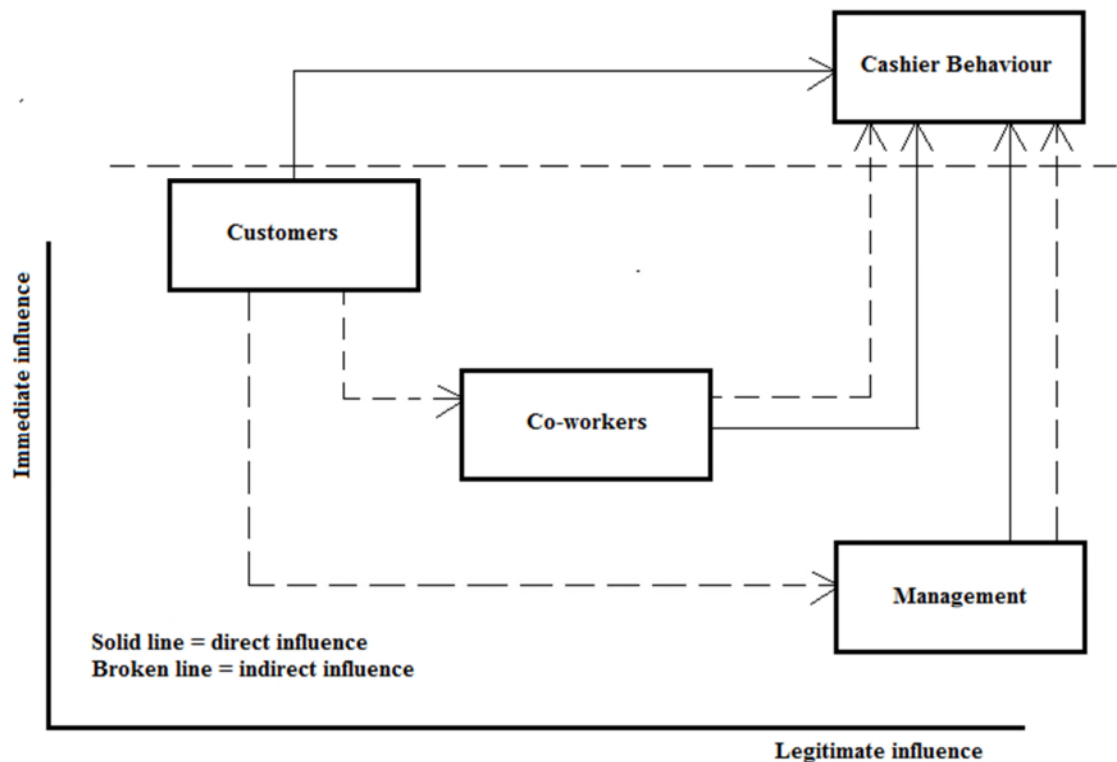 Cashier Behaviour
Customers
Immediate influence
Co-workers
Management
Solid line = direct influence
Broken line = indirect influence
Legitimate influence